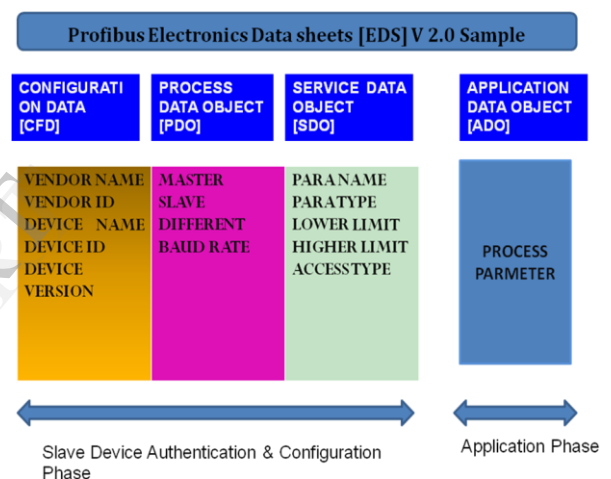 Profibus Electronics Data sheets [EDS] V 2.0 Sample
CONFIGURATI
ON DATA
[CFD]
PROCESS
DATA OBJECT
[PDO]
SERVICE DATA
OBJECT
[SDO]
APPLICATION
DATA OBJECT
[ADO]
VENDOR NAME
VENDOR ID
DEVICE NAME
DEVICE ID
DEVICE
VERSION
MASTER
SLAVE
DIFFERENT
BAUD RATE
PARA NAME
PARA TYPE
LOWER LIMIT
HIGHER LIMIT
ACCESS TYPE
PROCESS
PARMETER
Slave Device Authentication & Configuration
Phase
Application Phase